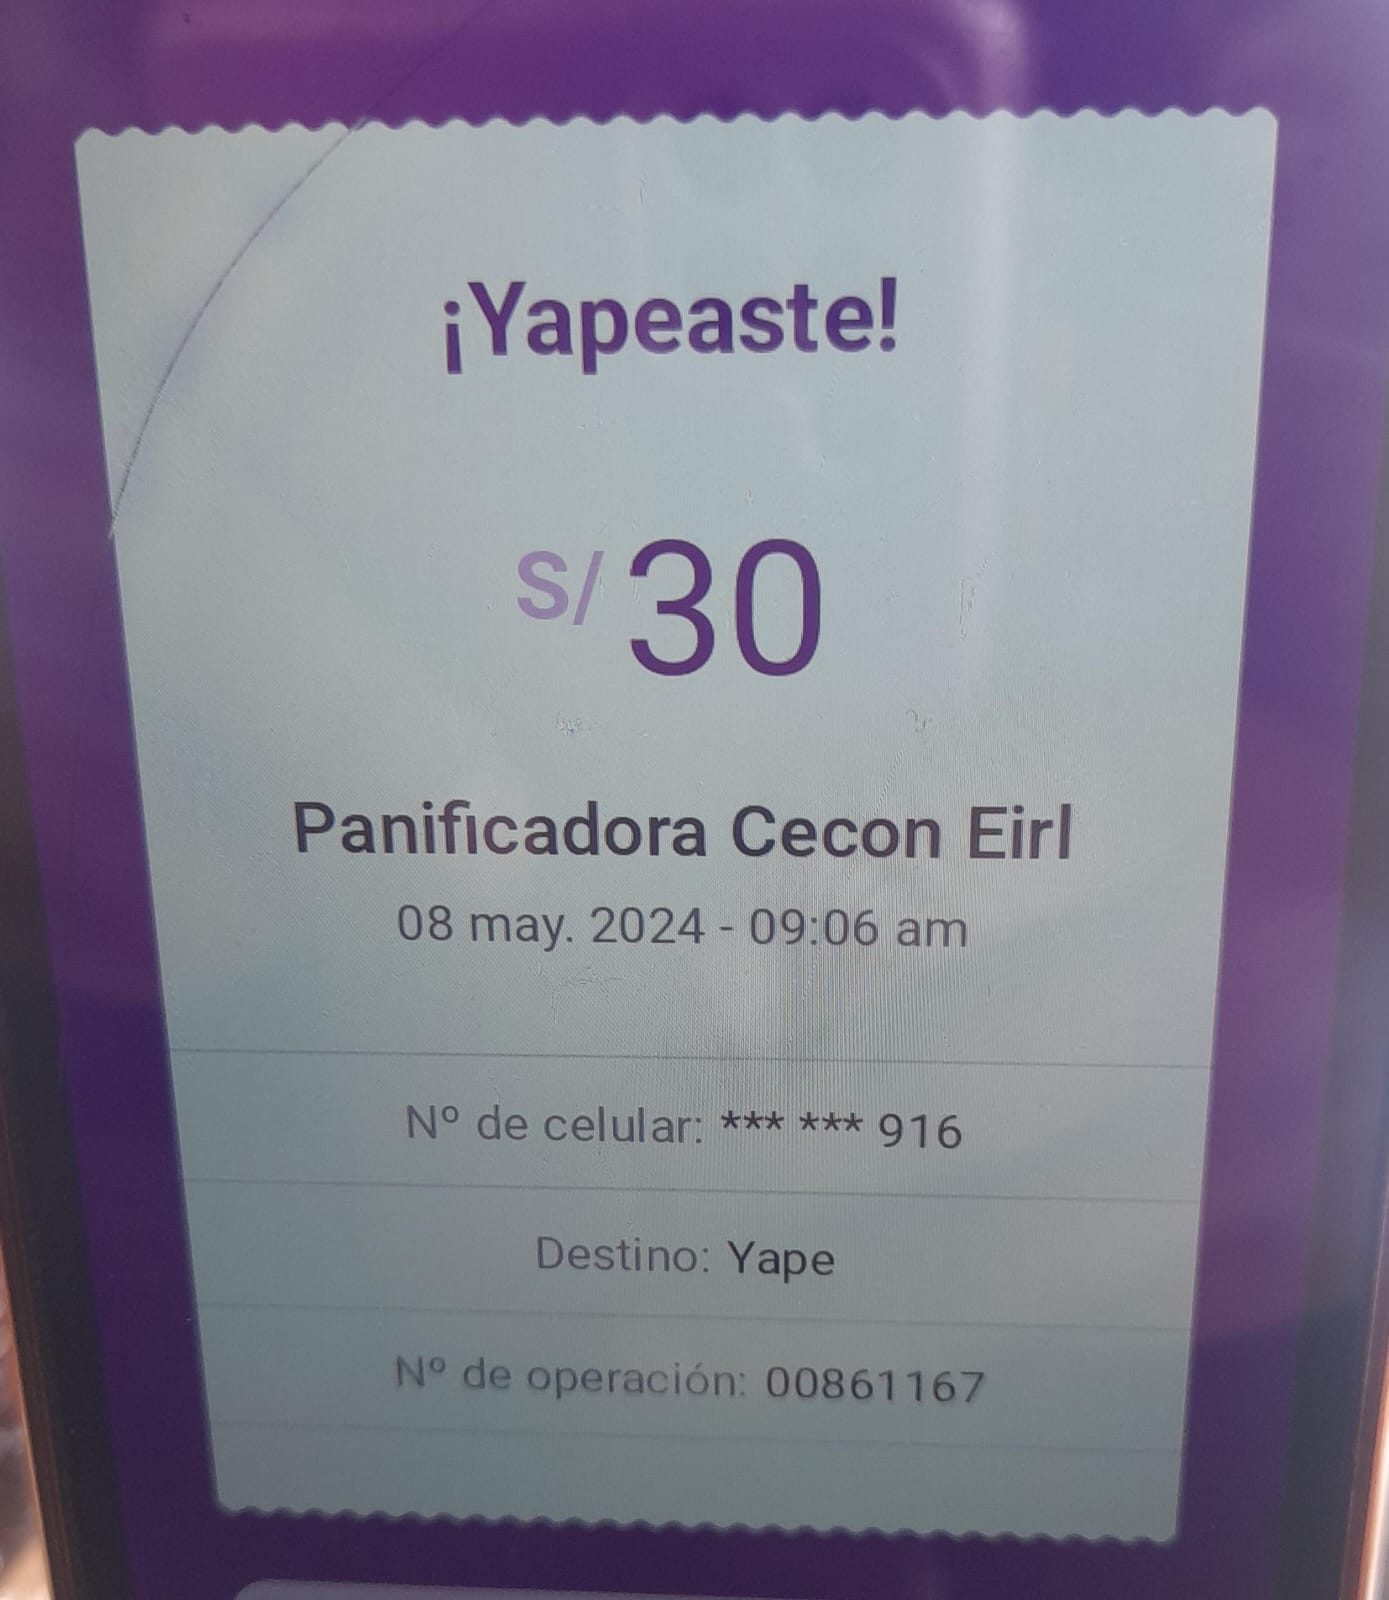 ¡Yapeaste!
S/ 30
Panificadora Cecon Eirl
08 may. 2024 - 09:06 am
Nº de celular: *** *** 916
Destino: Yape
Nº de operación: 00861167